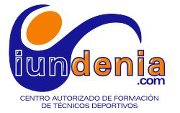 iundenia
.com
CENTRO AUTORIZADO DE FORMACIÓN
DE TÉCNICOS DEPORTIVOS